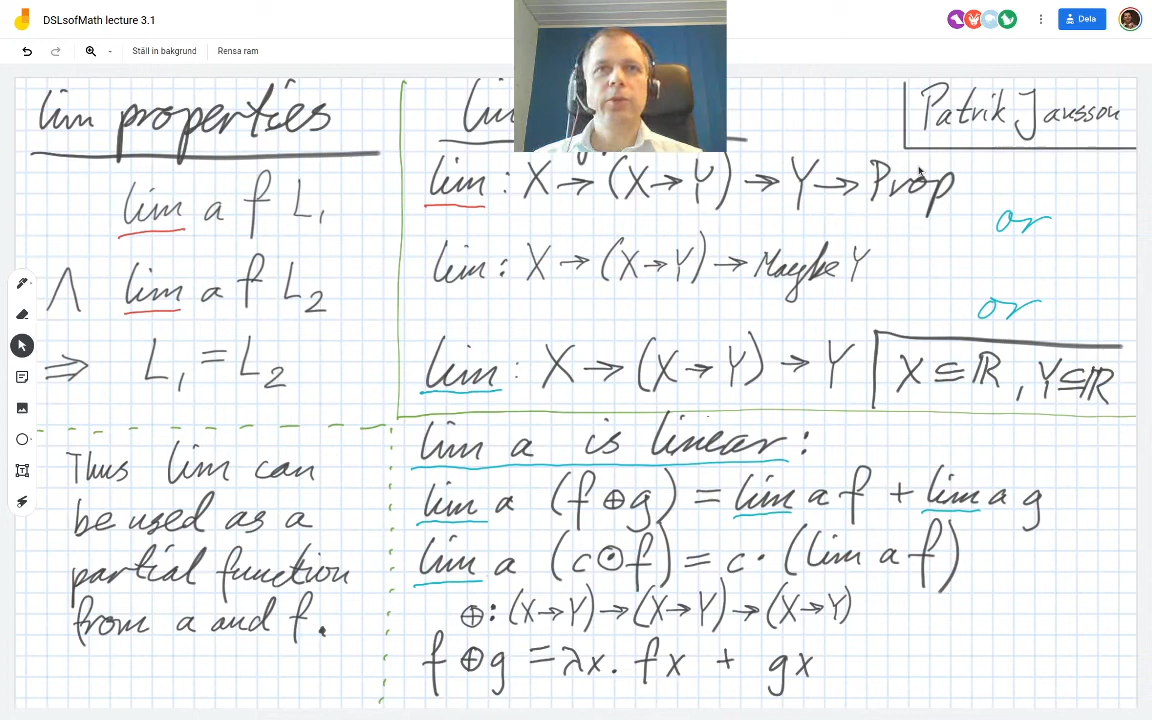 DSLsofMath lecture 3.1
Dela
Ställ in bakgrund
Rensa ram
lim properties
lim a f L₁
∧ lim a f L₂
⇒ L₁ = L₂
Thus lim can
be used as a
partial function
from a and f.
Patrik Jansson
lim : X → (X → Y) → Y → Prop
or
lim : X → (X → Y) → Maybe Y
or
lim : X → (X → Y) → Y
X ⊆ ℝ, Y ⊆ ℝ
lim a is linear:
lim a (f ⊕ g) = lim a f + lim a g
lim a (c ⊙ f) = c · (lim a f)
⊕ : (X → Y) → (X → Y) → (X → Y)
f ⊕ g = λx. f x + g x